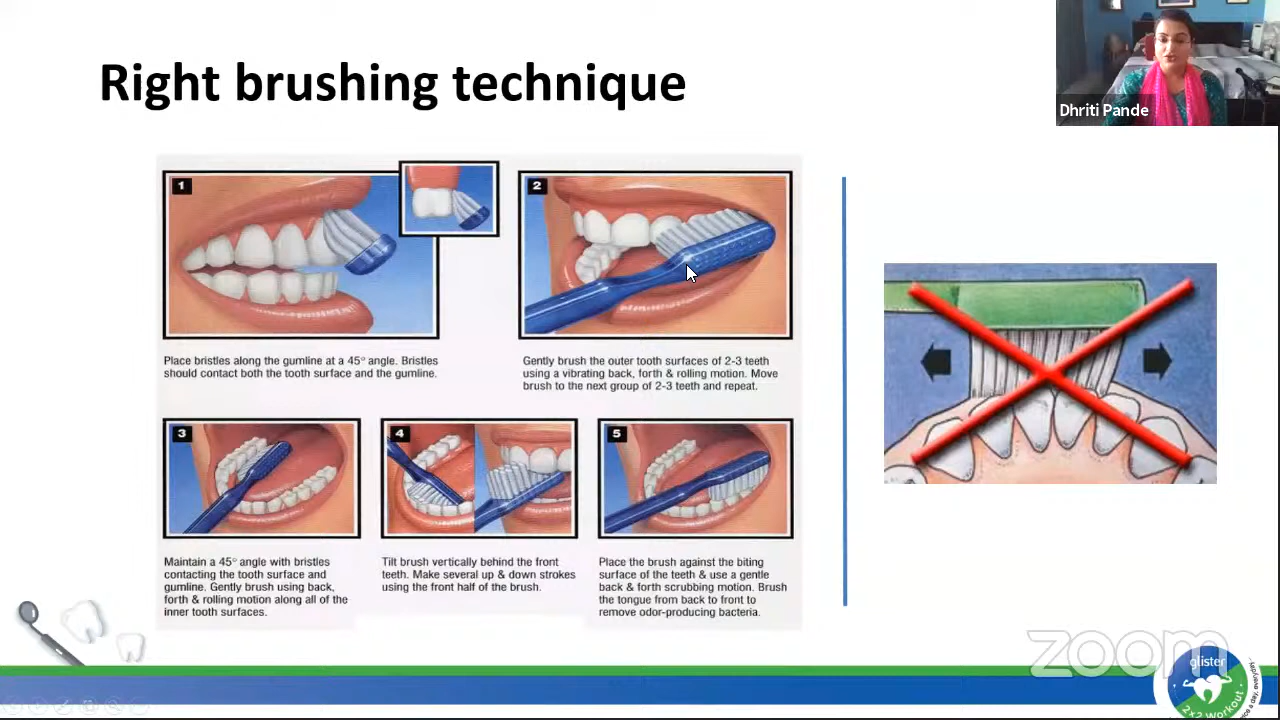 Right brushing technique
Dhriti Pande
1
2
Place bristles along the gumline at a 45° angle. Bristles
should contact both the tooth surface and the gumline.
Gently brush the outer tooth surfaces of 2-3 teeth
using a vibrating back, forth & rolling motion. Move
brush to the next group of 2-3 teeth and repeat.
3
4
5
Maintain a 45° angle with bristles
contacting the tooth surface and
gumline. Gently brush using back,
forth & rolling motion along all of the
inner tooth surfaces.
Tilt brush vertically behind the front
teeth. Make several up & down strokes
using the front half of the brush.
Place the brush against the biting
surface of the teeth & use a gentle
back & forth scrubbing motion. Brush
the tongue from back to front to
remove odor-producing bacteria.
zoom
glister
2x2 workout
a day, everyday